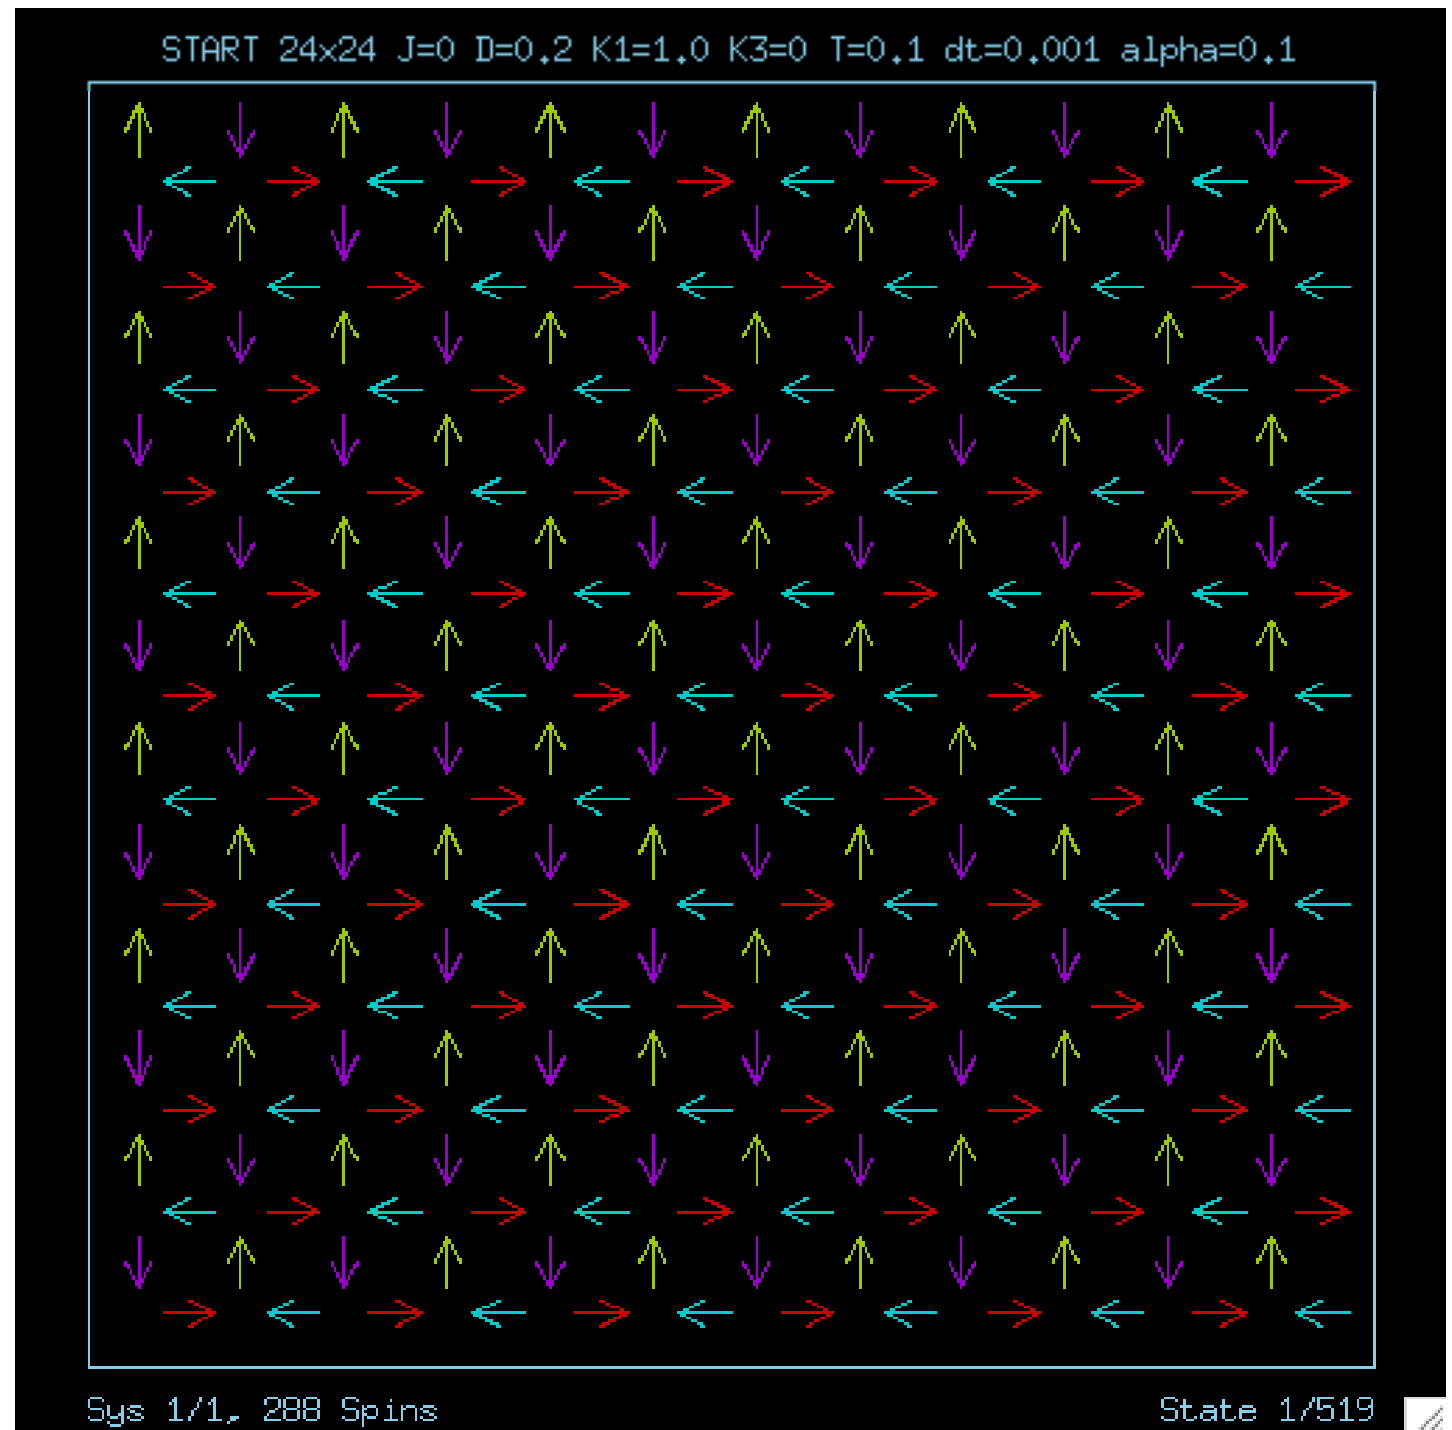 START 24x24 J=0 D=0.2 K1=1.0 K3=0 T=0.1 dt=0.001 alpha=0.1
Sys 1/1, 288 Spins
State 1/519